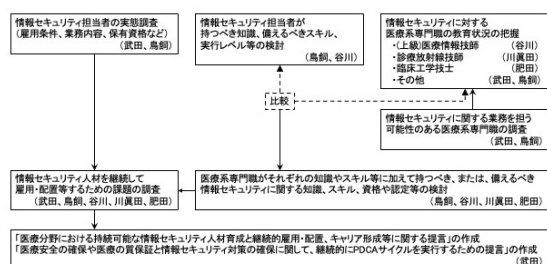 情報セキュリティ担当者の実態調査
(雇用条件、業務内容、保有資格など)
(武田、鳥飼)
情報セキュリティ担当者が
持つべき知識、備えるべきスキル、
実行レベル等の検討
(鳥飼、谷川)
情報セキュリティに対する
医療系専門職の教育状況の把握
・(上級)医療情報技師 (谷川)
・診療放射線技師 (川眞田)
・臨床工学技士 (肥田)
・その他 (武田、鳥飼)
比較
情報セキュリティに関する業務を担う
可能性のある医療系専門職の調査
(武田、鳥飼)
情報セキュリティ人材を継続して
雇用・配置等するための課題の調査
(武田、鳥飼、谷川、川眞田、肥田)
医療系専門職がそれぞれの知識やスキル等に加えて持つべき、または、備えるべき
情報セキュリティに関する知識、スキル、資格や認定等の検討
(鳥飼、谷川、川眞田、肥田)
「医療分野における持続可能な情報セキュリティ人材育成と継続的雇用・配置、キャリア形成等に関する提言」の作成
「医療安全の確保や医療の質保証と情報セキュリティ対策の確保に関して、継続的にPDCAサイクルを実行するための提言」の作成
(武田)